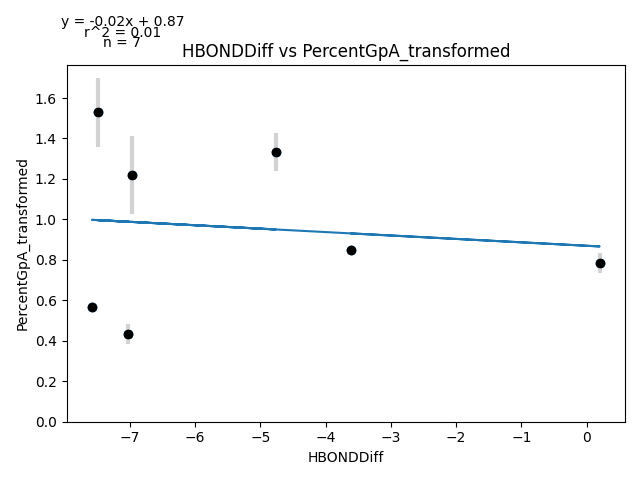 y = -0.02x + 0.87
r^2 = 0.01
n = 7
HBONDDiff vs PercentGpA_transformed
PercentGpA_transformed
1.6
1.4
1.2
1.0
0.8
0.6
0.4
0.2
0.0
−7 −6 −5 −4 −3 −2 −1 0
HBONDDiff